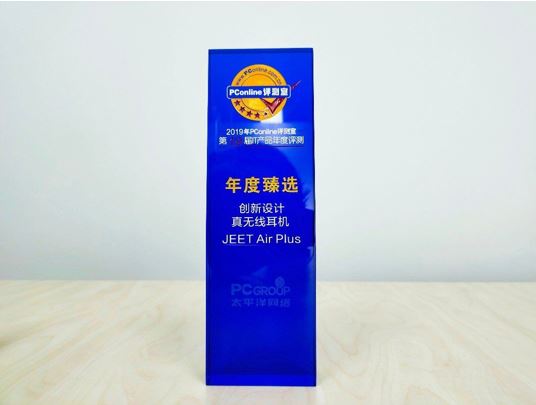 www.PConline.com.cn
PConline评测室
2019年PConline评测室
第 届IT产品年度评测
年度臻选
创新设计
真无线耳机
JEET Air Plus
PCGROUP
太平洋网络